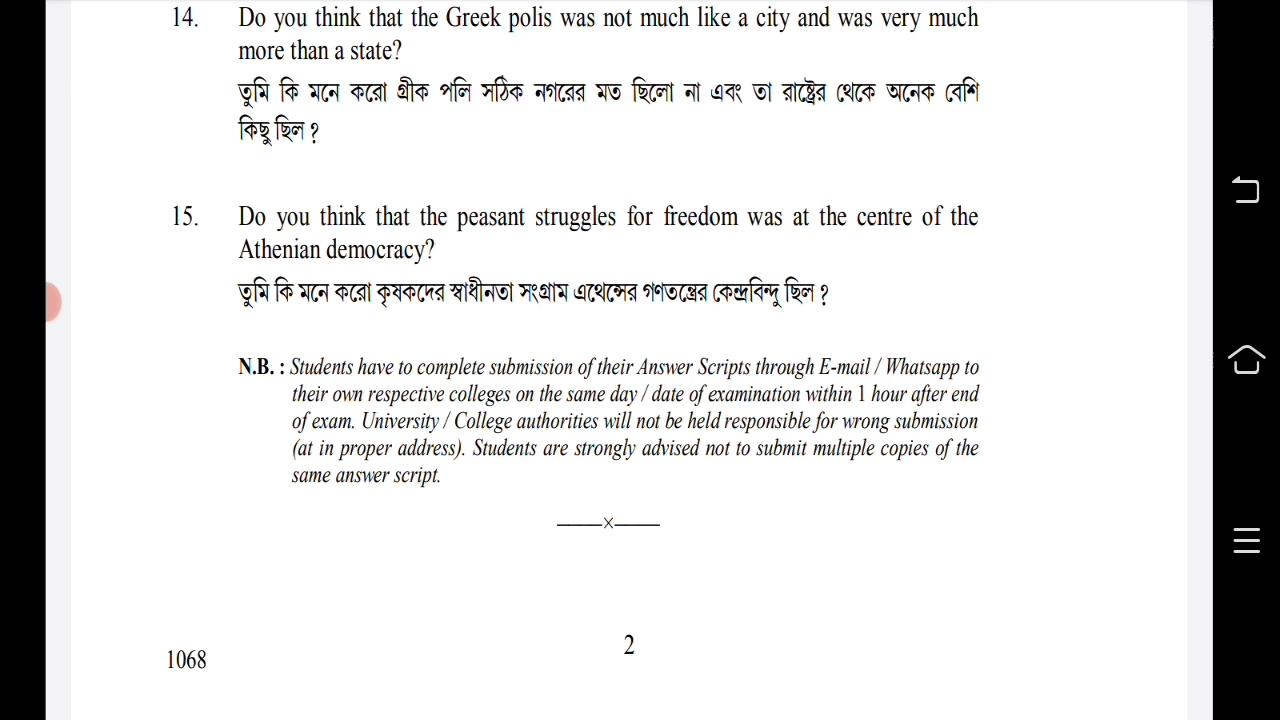 14. Do you think that the Greek polis was not much like a city and was very much
more than a state?
তুমি কি মনে করো গ্রীক পলি সঠিক নগরের মত ছিলো না এবং তা রাষ্ট্রের থেকে অনেক বেশি
কিছু ছিল ?
15. Do you think that the peasant struggles for freedom was at the centre of the
Athenian democracy?
তুমি কি মনে করো কৃষকদের স্বাধীনতা সংগ্রাম এথেন্সের গণতন্ত্রের কেন্দ্রবিন্দু ছিল ?
N.B. : Students have to complete submission of their Answer Scripts through E-mail / Whatsapp to
their own respective colleges on the same day / date of examination within 1 hour after end
of exam. University / College authorities will not be held responsible for wrong submission
(at in proper address). Students are strongly advised not to submit multiple copies of the
same answer script.
——×——
2
1068